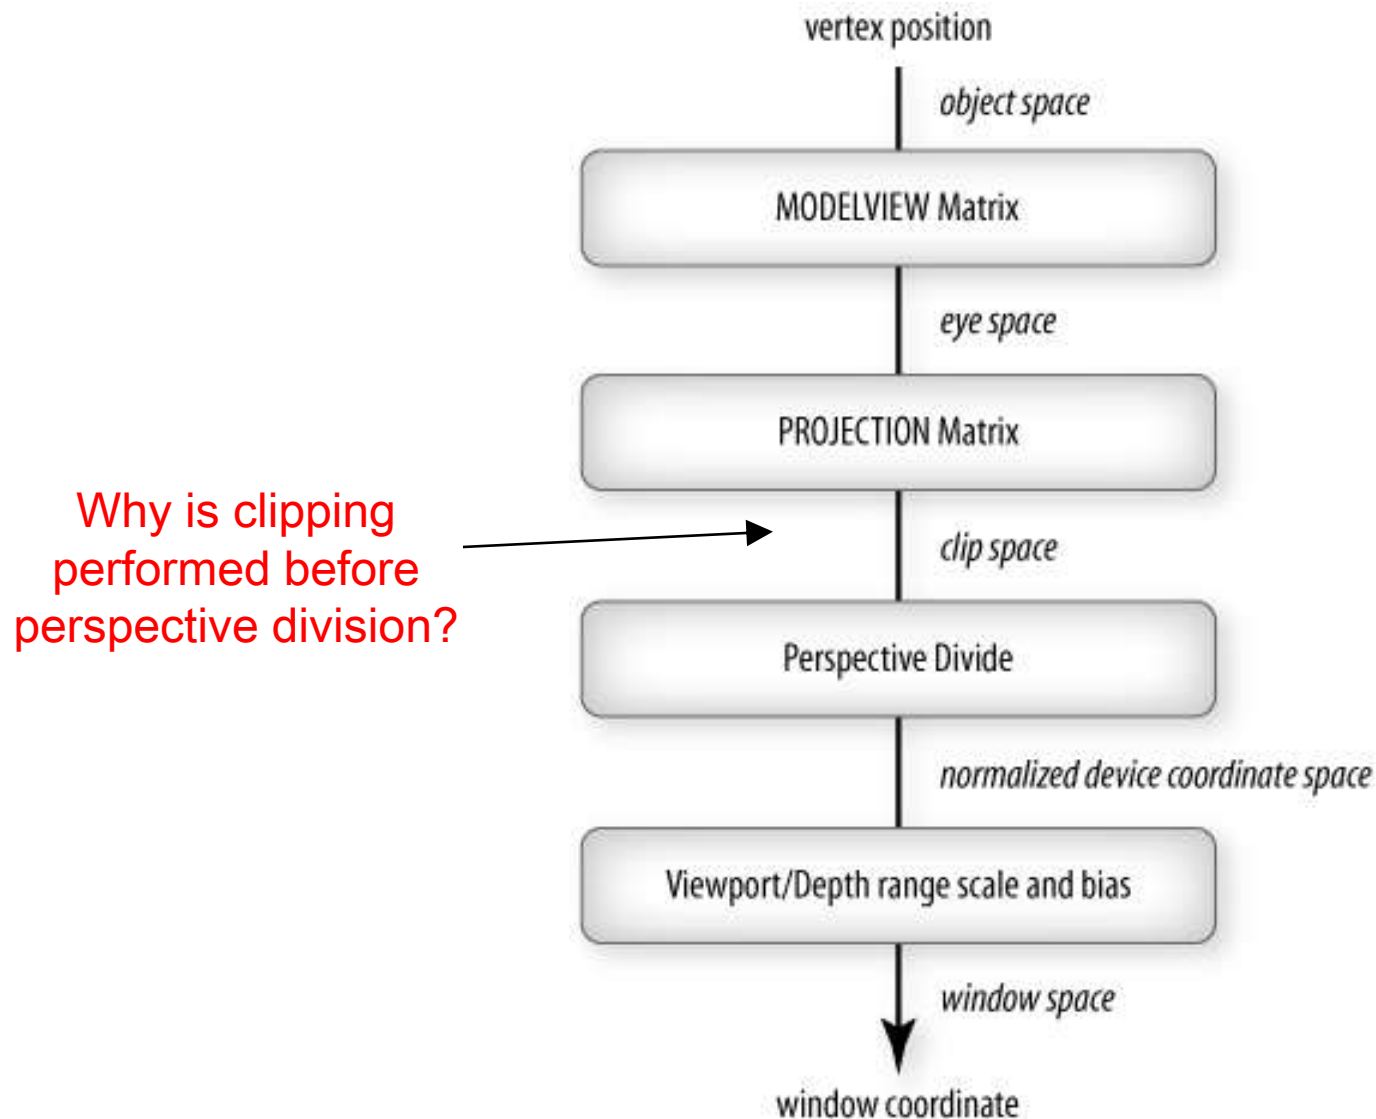 vertex position
object space
MODELVIEW Matrix
eye space
PROJECTION Matrix
Why is clipping
performed before
perspective division?
clip space
Perspective Divide
normalized device coordinate space
Viewport/Depth range scale and bias
window space
window coordinate